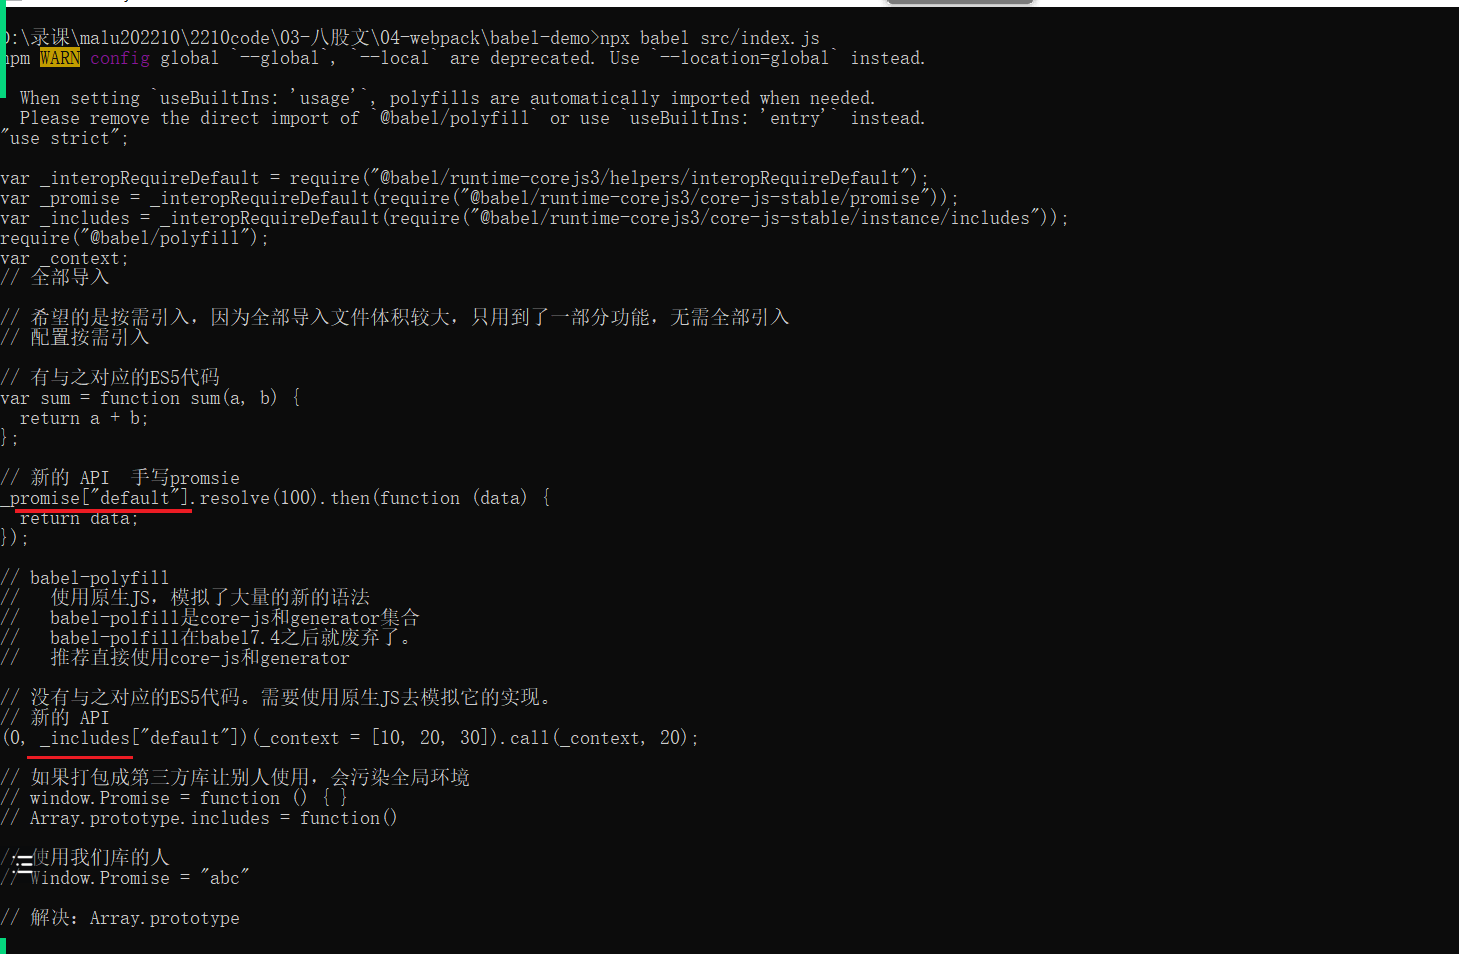 :\录课\malu202210\2210code\03-八股文\04-webpack\babel-demo>npx babel src/index.js
npm WARN config global `--global`, `--local` are deprecated. Use `--location=global` instead.
When setting `useBuiltIns: 'usage'`, polyfills are automatically imported when needed.
Please remove the direct import of `@babel/polyfill` or use `useBuiltIns: 'entry'` instead.
"use strict";
var _interopRequireDefault = require("@babel/runtime-corejs3/helpers/interopRequireDefault");
var _promise = _interopRequireDefault(require("@babel/runtime-corejs3/core-js-stable/promise"));
var _includes = _interopRequireDefault(require("@babel/runtime-corejs3/core-js-stable/instance/includes"));
require("@babel/polyfill");
var _context;
// 全部导入
// 希望的是按需引入，因为全部导入文件体积较大，只用到了一部分功能，无需全部引入
// 配置按需引入
// 有与之对应的ES5代码
var sum = function sum(a, b) {
return a + b;
};
// 新的 API  手写promsie
_promise["default"].resolve(100).then(function (data) {
return data;
});
// babel-polyfill
//   使用原生JS，模拟了大量的新的语法
//   babel-polfill是core-js和generator集合
//   babel-polfill在babel7.4之后就废弃了。
//   推荐直接使用core-js和generator
// 没有与之对应的ES5代码。需要使用原生JS去模拟它的实现。
// 新的 API
(0, _includes["default"])(_context = [10, 20, 30]).call(_context, 20);
// 如果打包成第三方库让别人使用，会污染全局环境
// window.Promise = function () { }
// Array.prototype.includes = function()
// 使用我们库的人
// Window.Promise = "abc"
// 解决：Array.prototype